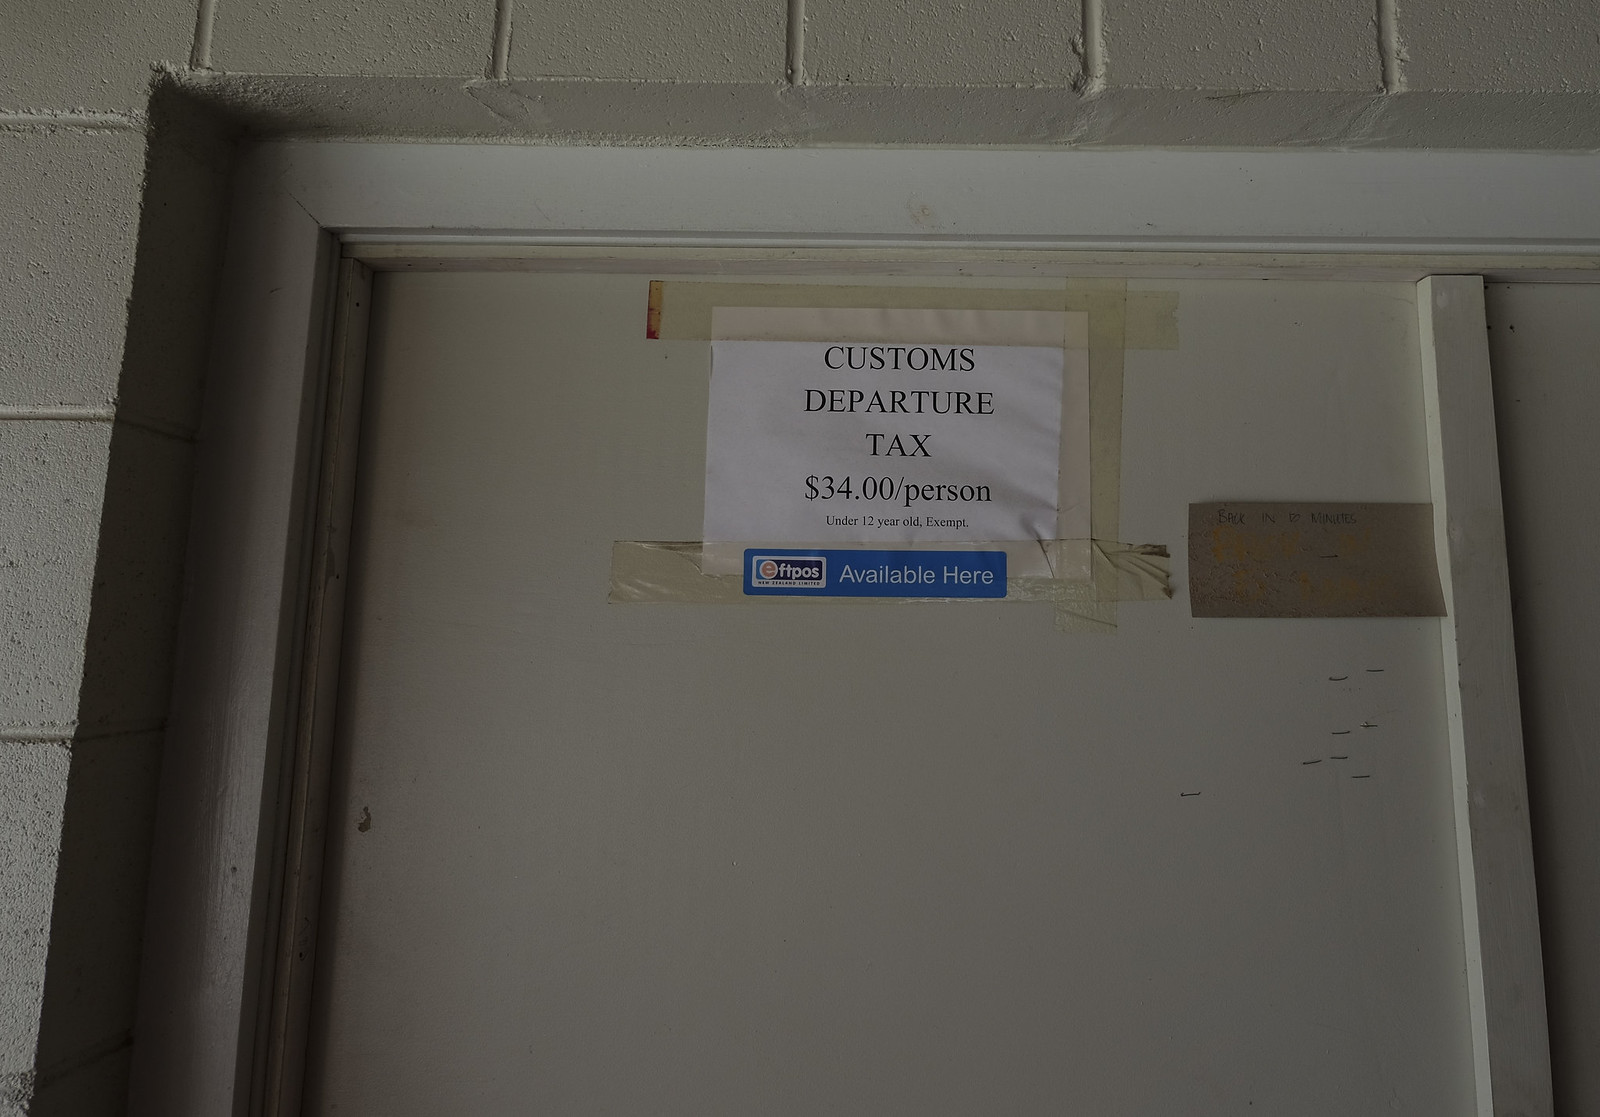 CUSTOMS
DEPARTURE
TAX
$34.00/person
Under 12 year old, Exempt.
eftpos
NEW ZEALAND LIMITED
Available Here
BACK IN 10 MINUTES